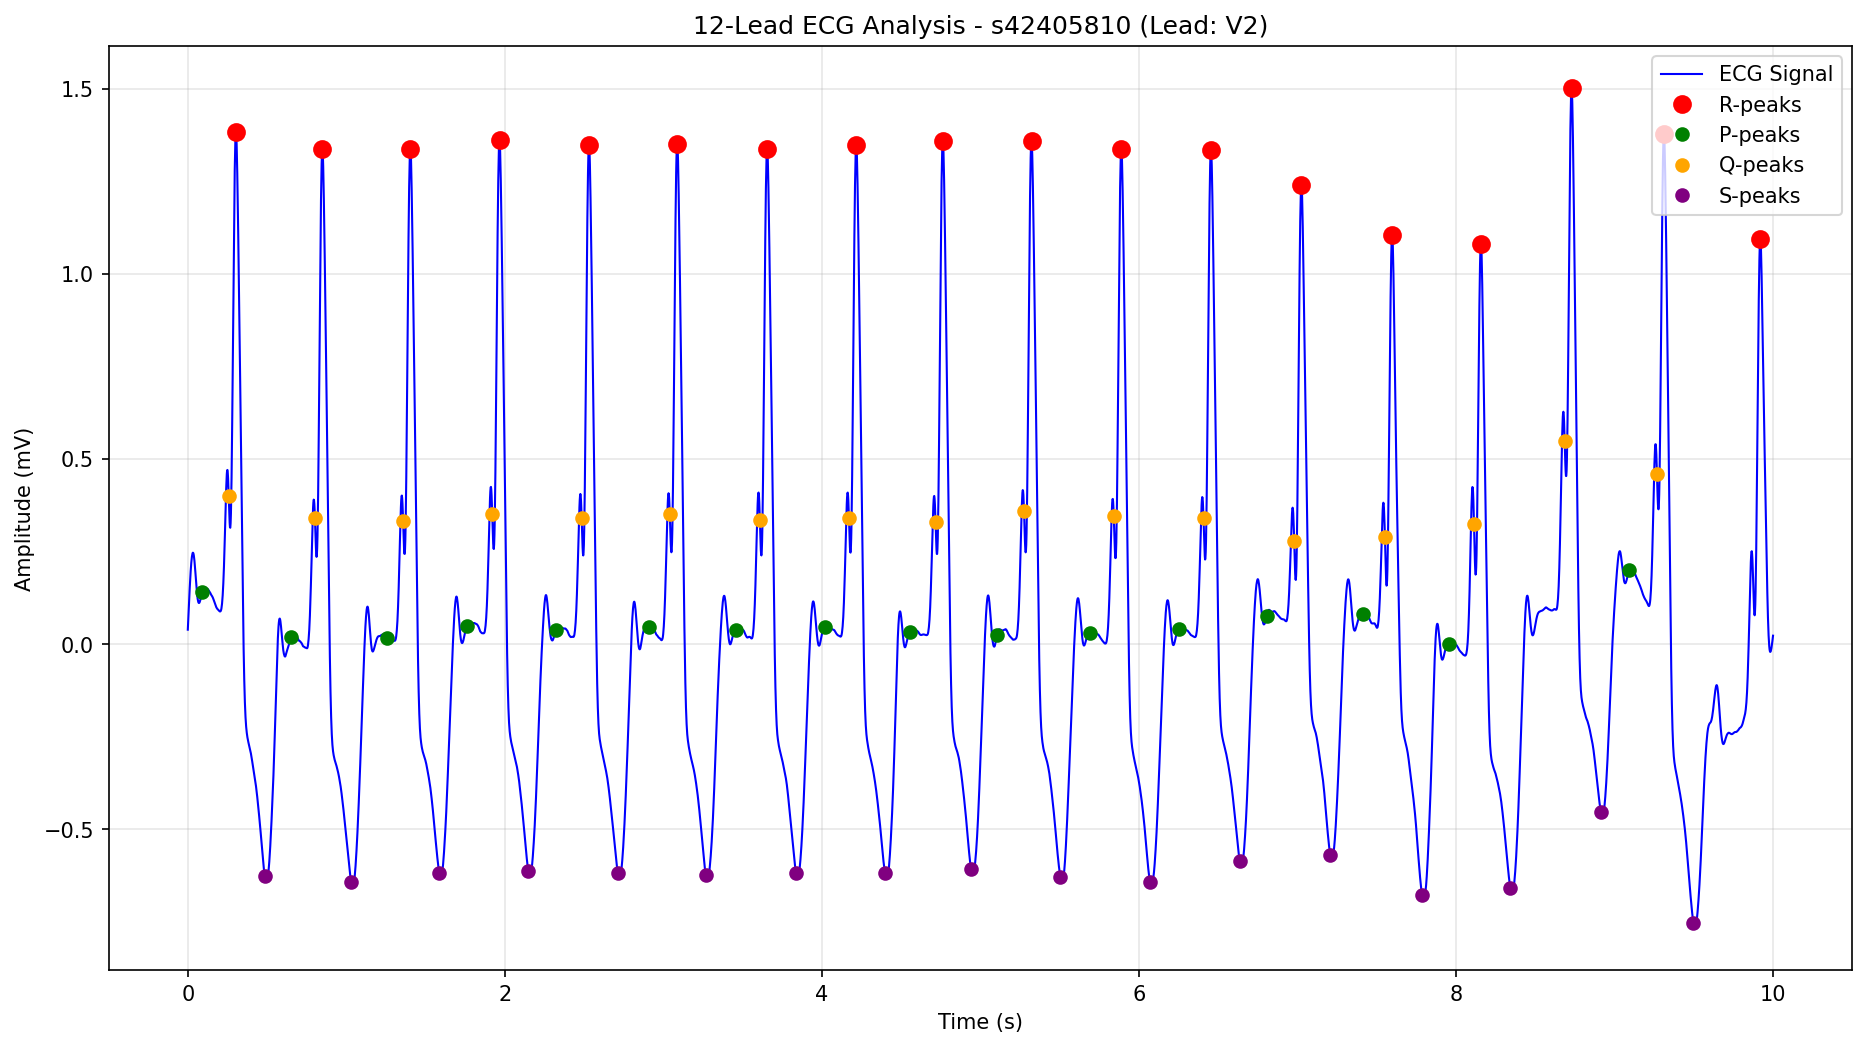 12-Lead ECG Analysis - s42405810 (Lead: V2)
ECG Signal
R-peaks
P-peaks
Q-peaks
S-peaks
Amplitude (mV)
1.5
1.0
0.5
0.0
−0.5
0 2 4 6 8 10
Time (s)